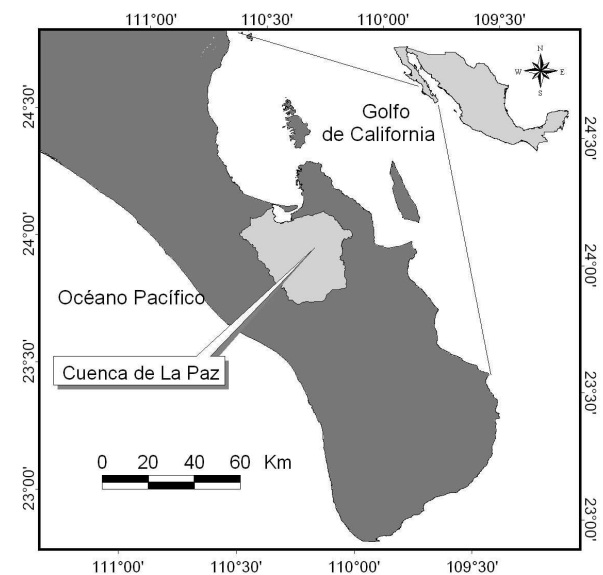 111°00' 110°30' 110°00' 109°30'
N
W E
S
Golfo
de California
24°30'
24°30'
24°00'
24°00'
Océano Pacífico
Cuenca de La Paz
23°30'
23°30'
0 20 40 60 Km
23°00'
23°00'
111°00' 110°30' 110°00' 109°30'